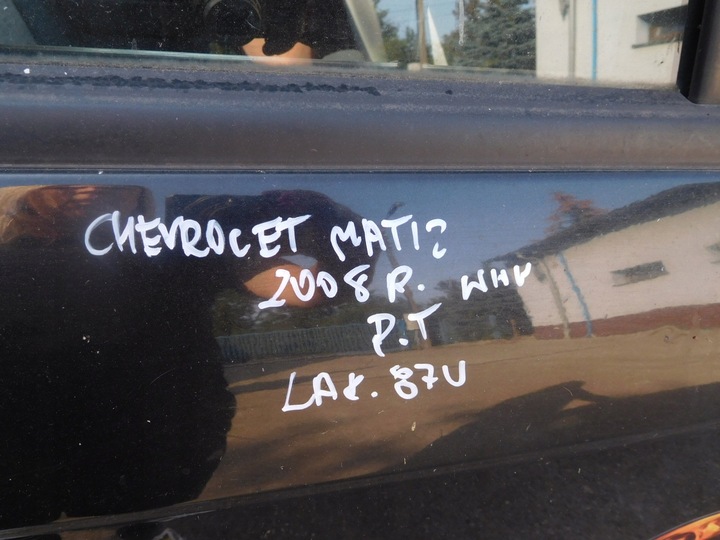 CHEVROCET MATIZ
2008 R. WHV
P.T
LAK. 87U